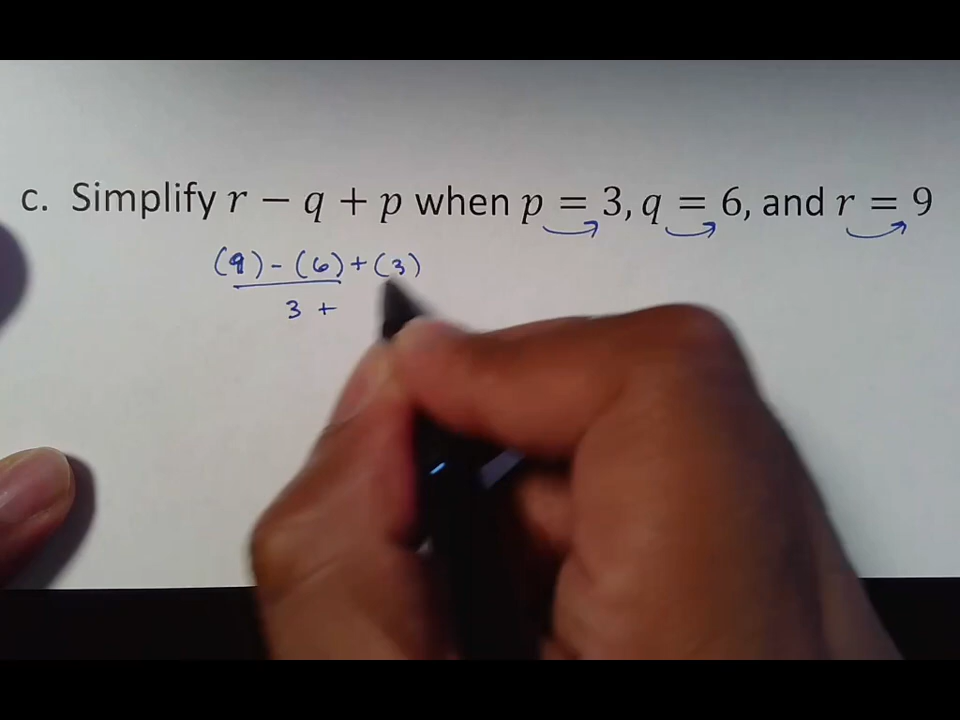 c. Simplify r − q + p when p = 3, q = 6, and r = 9
(9) - (6) + (3)
3 +